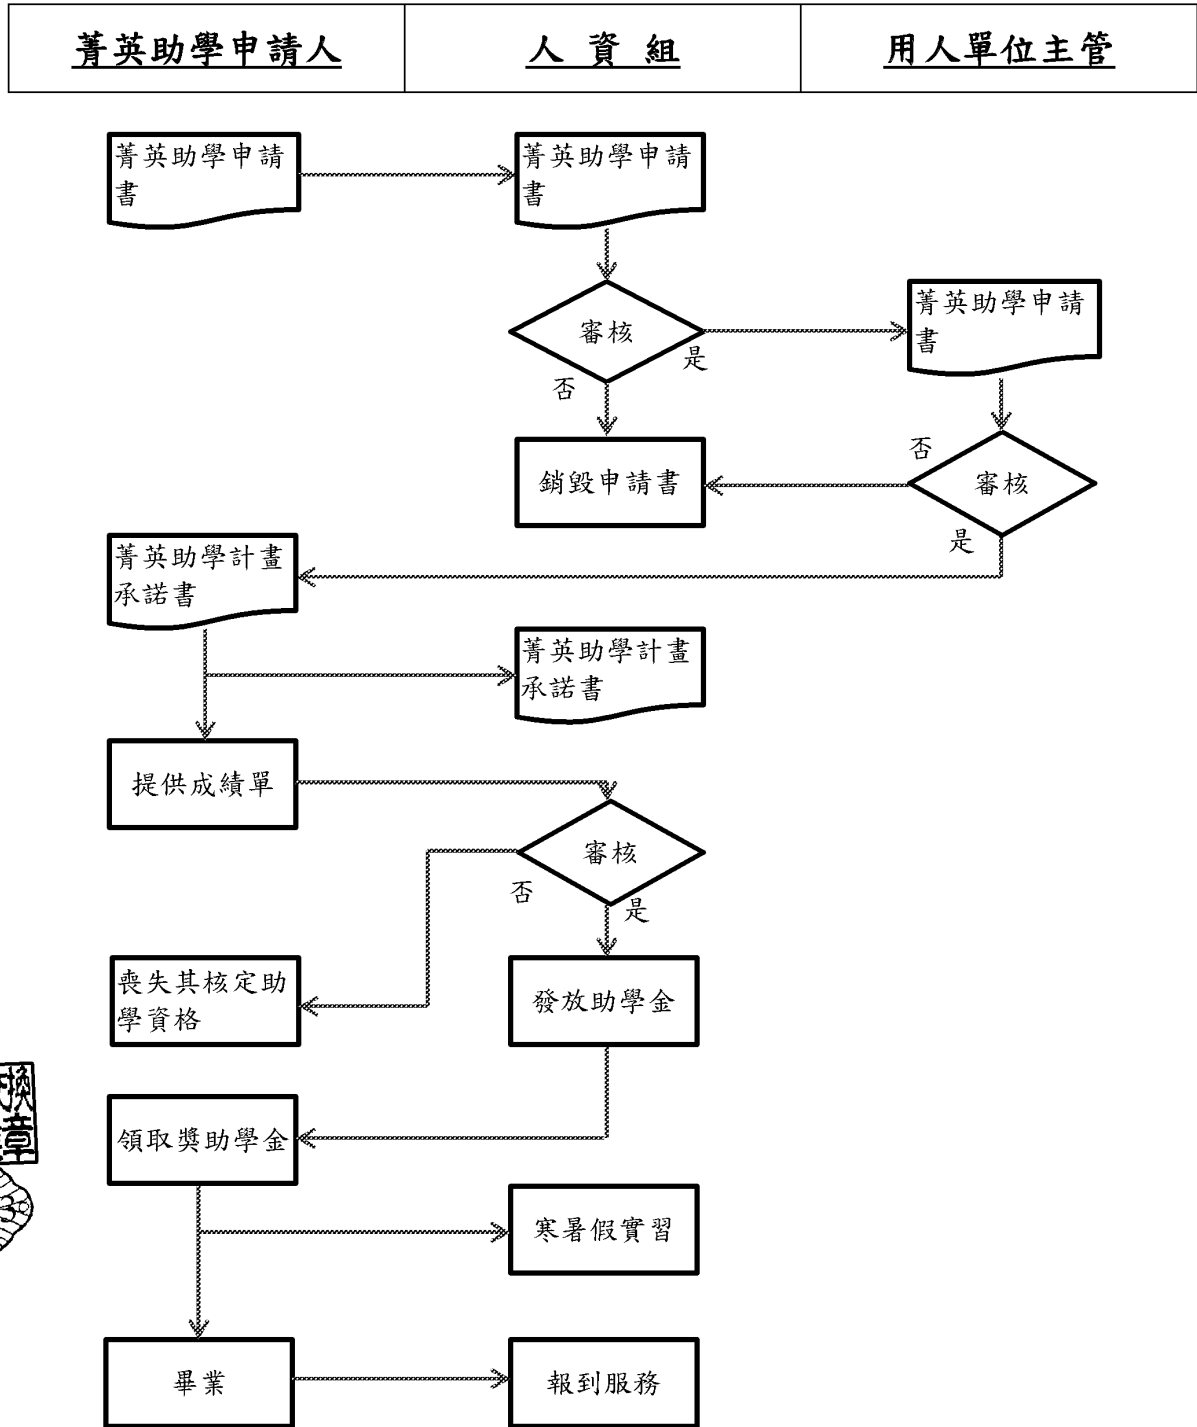 菁英助學申請人
人資組
用人單位主管
菁英助學申請
書
菁英助學申請
書
菁英助學申請
書
審核
是
否
銷毀申請書
否
審核
是
菁英助學計畫
承諾書
菁英助學計畫
承諾書
提供成績單
審核
否
是
喪失其核定助
學資格
發放助學金
換
章
領取獎助學金
寒暑假實習
畢業
報到服務